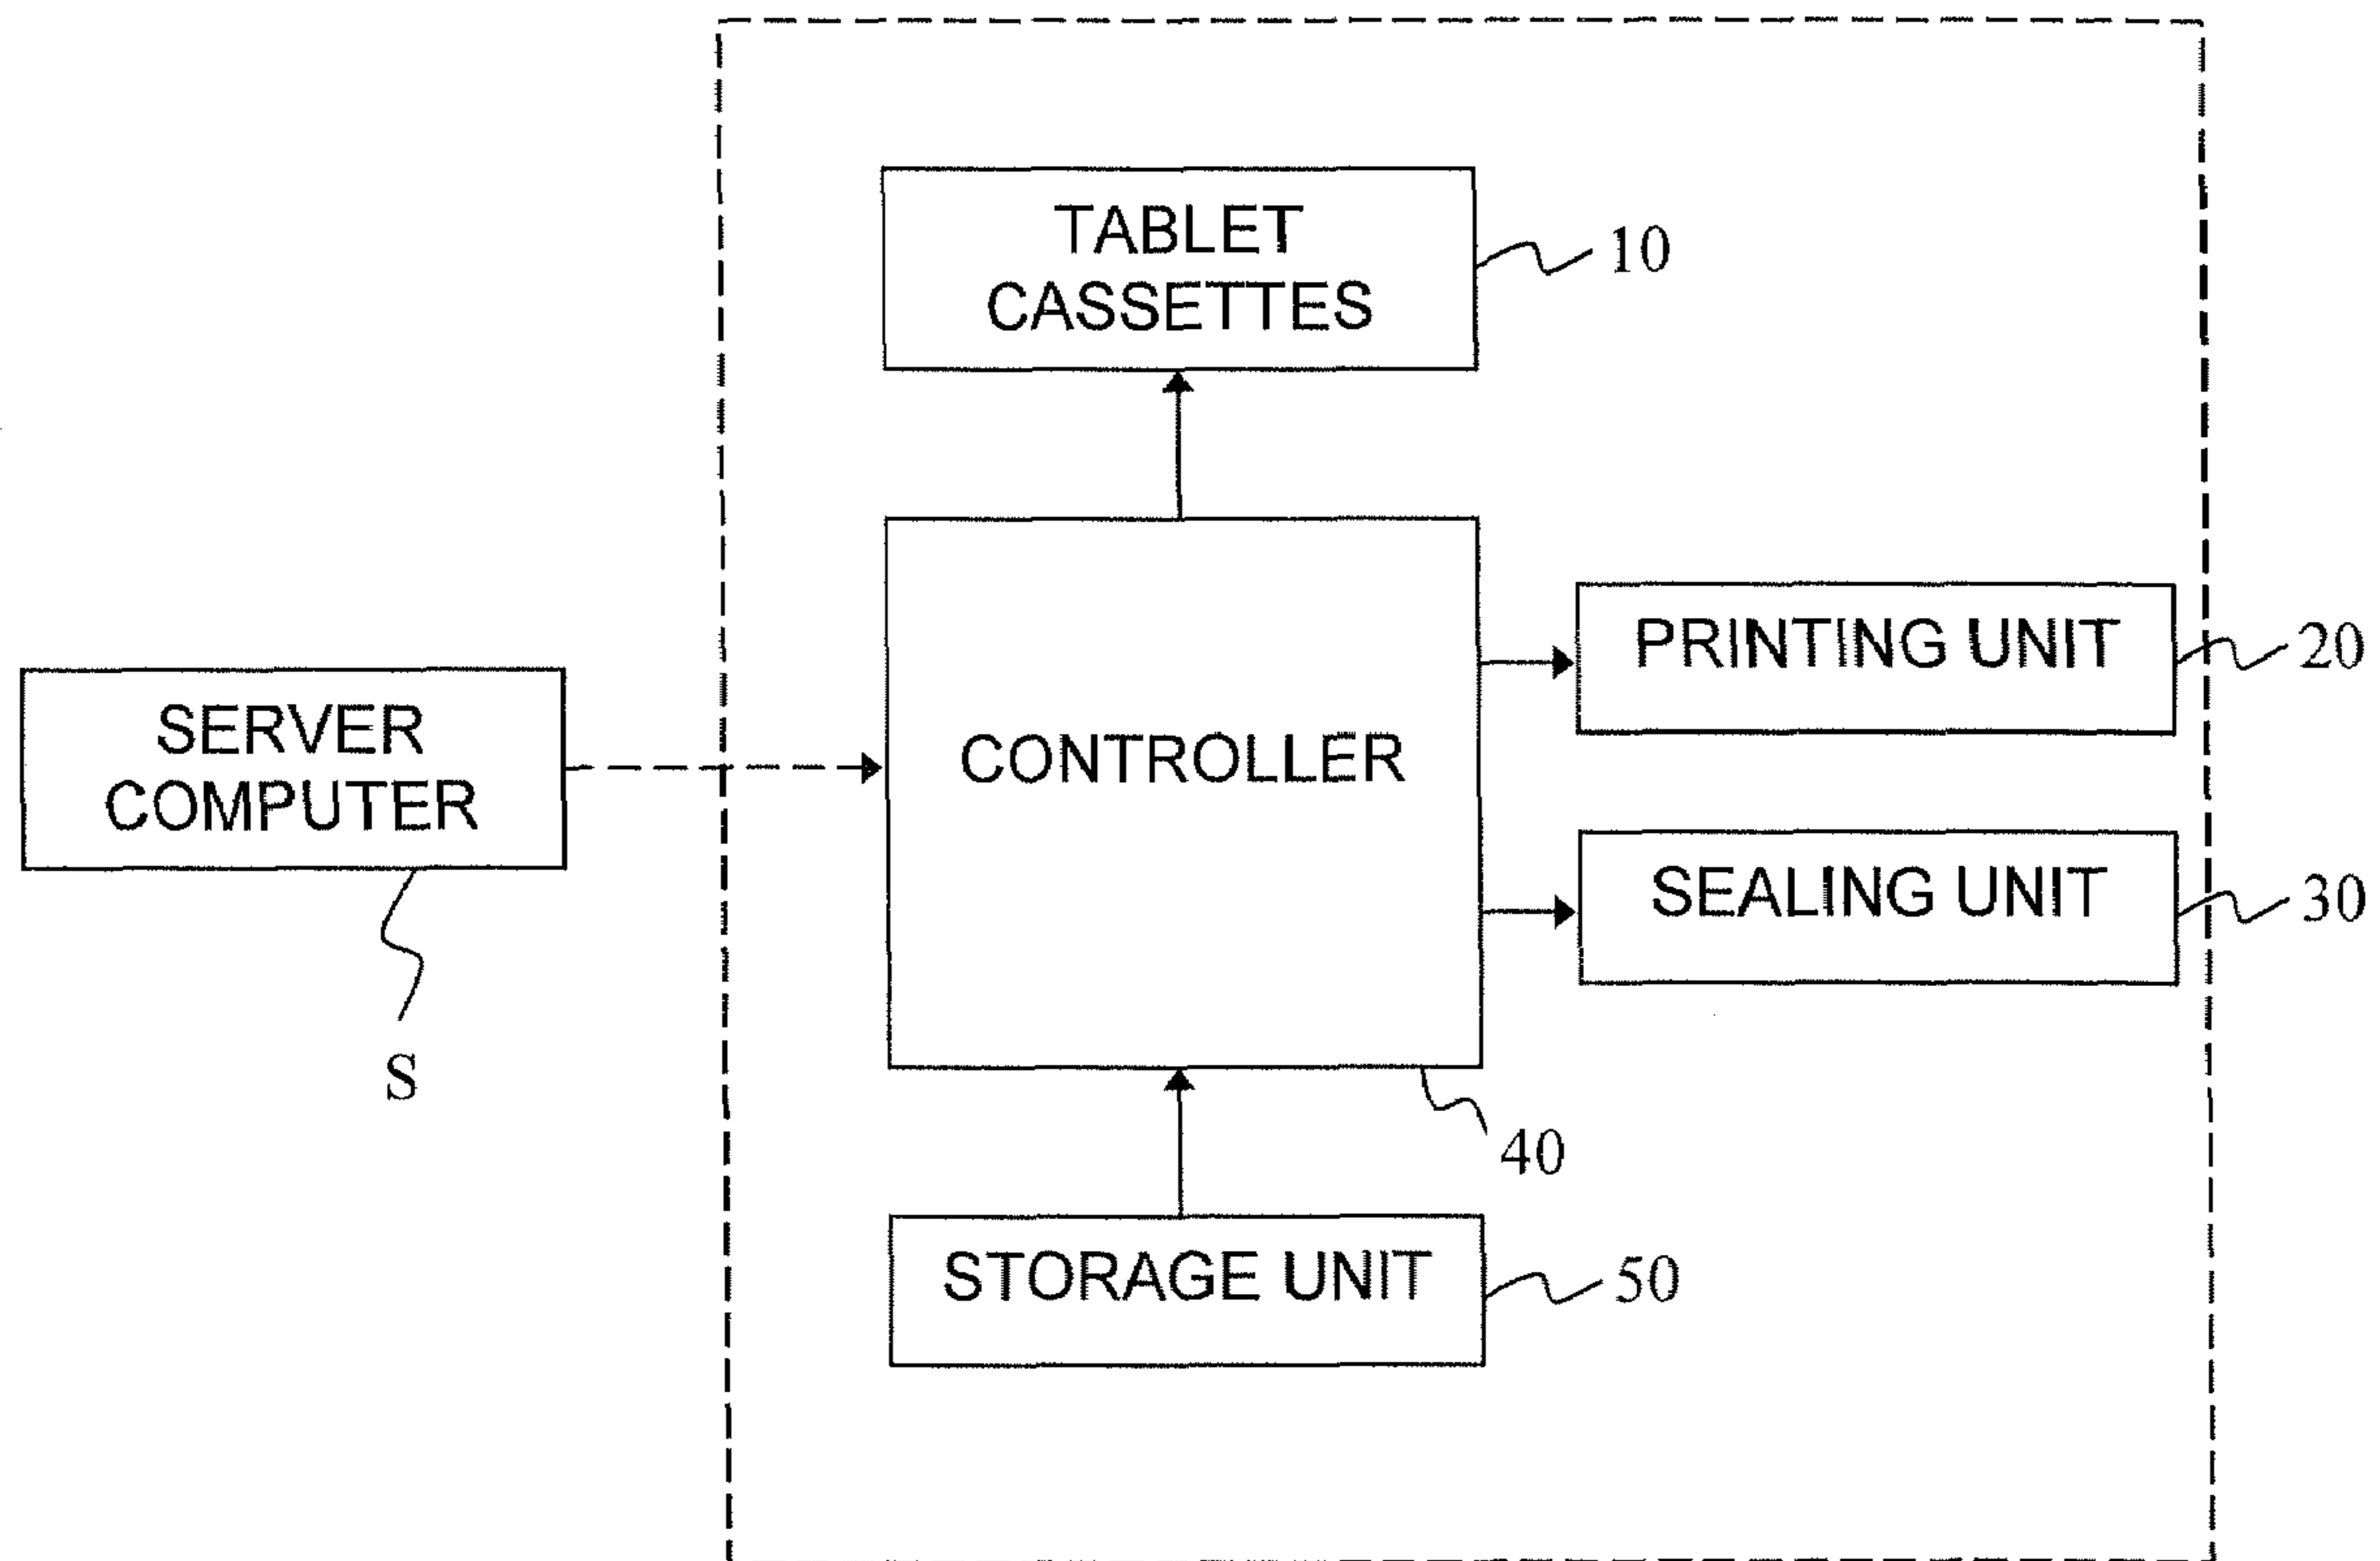 TABLET
CASSETTES
10
PRINTING UNIT
20
SERVER
COMPUTER
CONTROLLER
SEALING UNIT
30
S
40
STORAGE UNIT
50